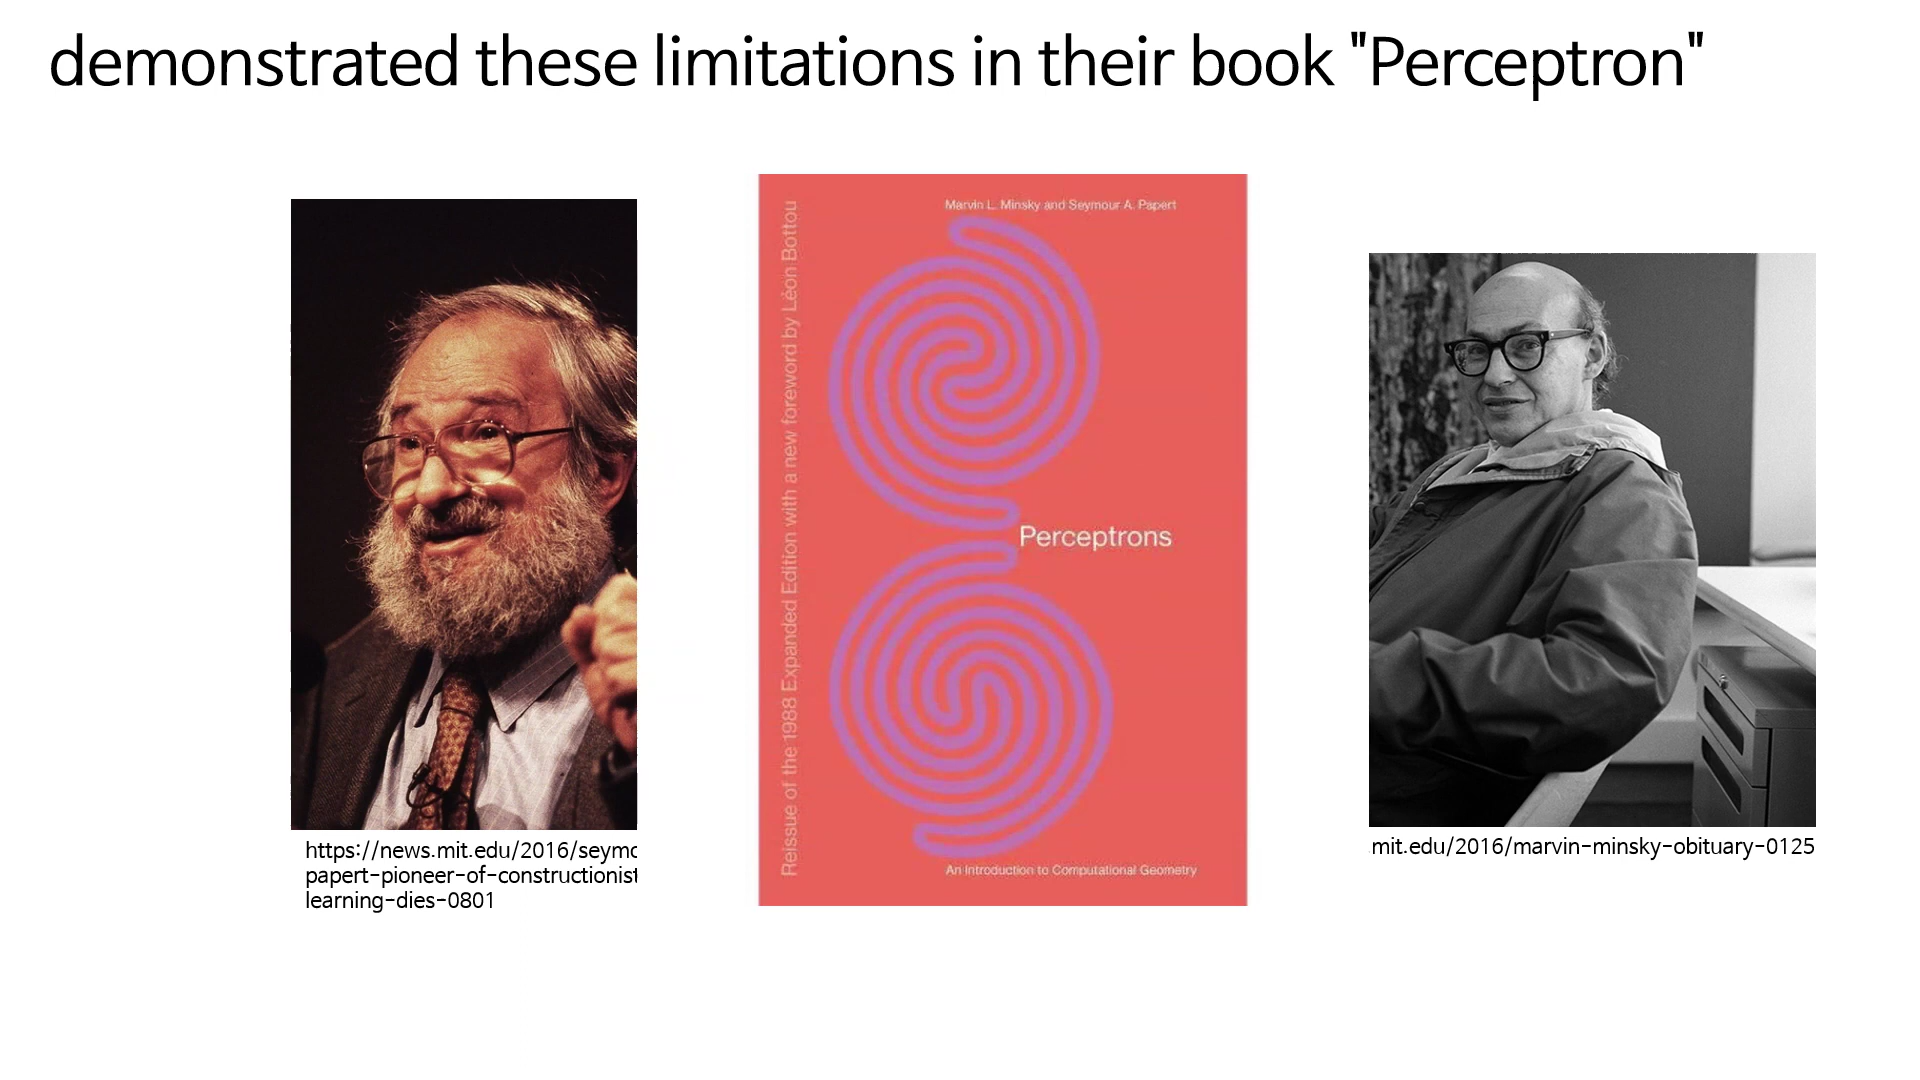 demonstrated these limitations in their book "Perceptron"
Marvin L. Minsky and Seymour A. Papert
Reissue of the 1988 Expanded Edition with a new foreword by Léon Bottou
Perceptrons
An Introduction to Computational Geometry
https://news.mit.edu/2016/seymo
papert-pioneer-of-constructionist
learning-dies-0801
.mit.edu/2016/marvin-minsky-obituary-0125